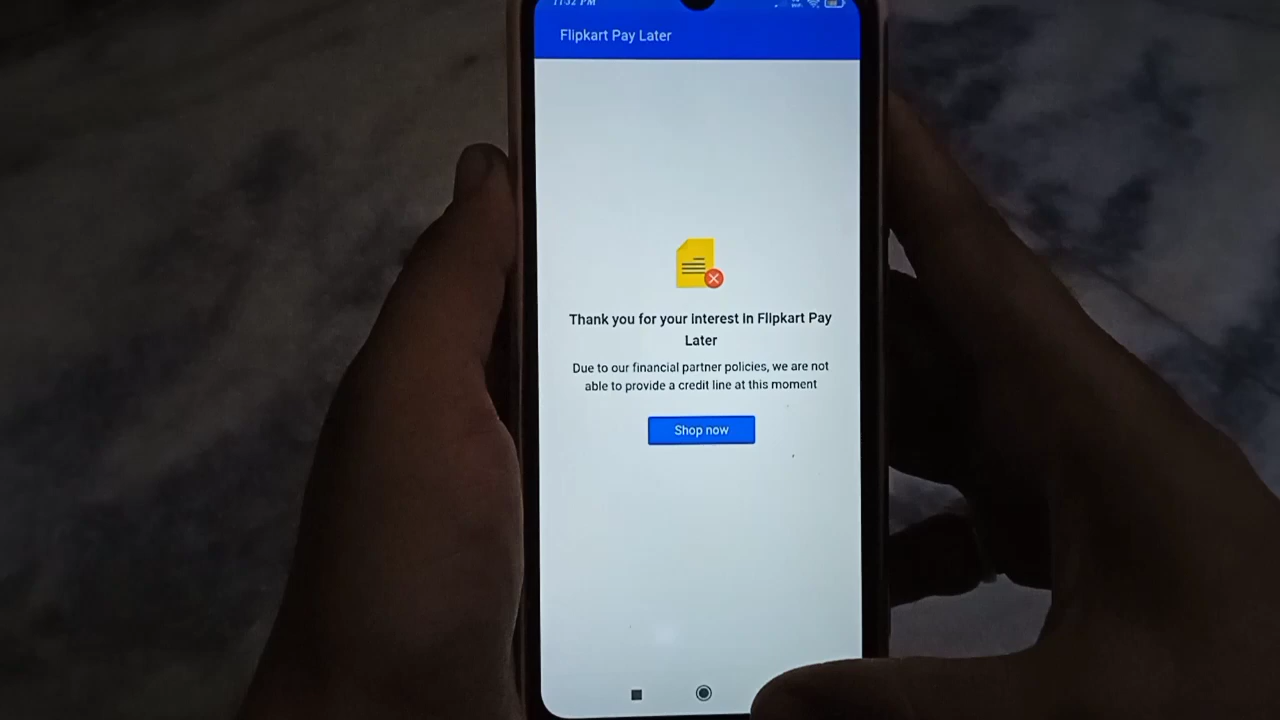 11:52 PM
Flipkart Pay Later
Thank you for your interest in Flipkart Pay
Later
Due to our financial partner policies, we are not
able to provide a credit line at this moment
Shop now